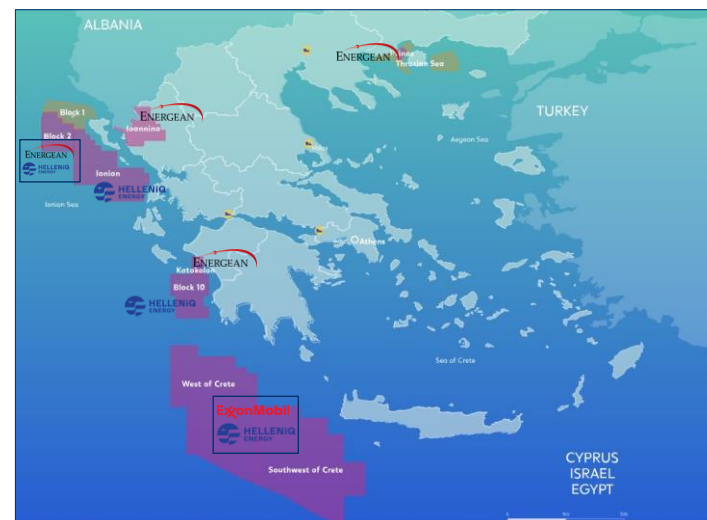 ALBANIA
ENERGEAN
Thracian Sea
TURKEY
Block 1
ENERGEAN
Ioannina
Aegean Sea
Block 2
ENERGEAN
HELLENIQ
ENERGY
Ionian
HELLENIQ
ENERGY
Ionian Sea
Athens
ENERGEAN
Katakolon
Block 10
HELLENIQ
ENERGY
Sea of Crete
West of Crete
ExxonMobil
HELLENIQ
ENERGY
Southwest of Crete
CYPRUS
ISRAEL
EGYPT